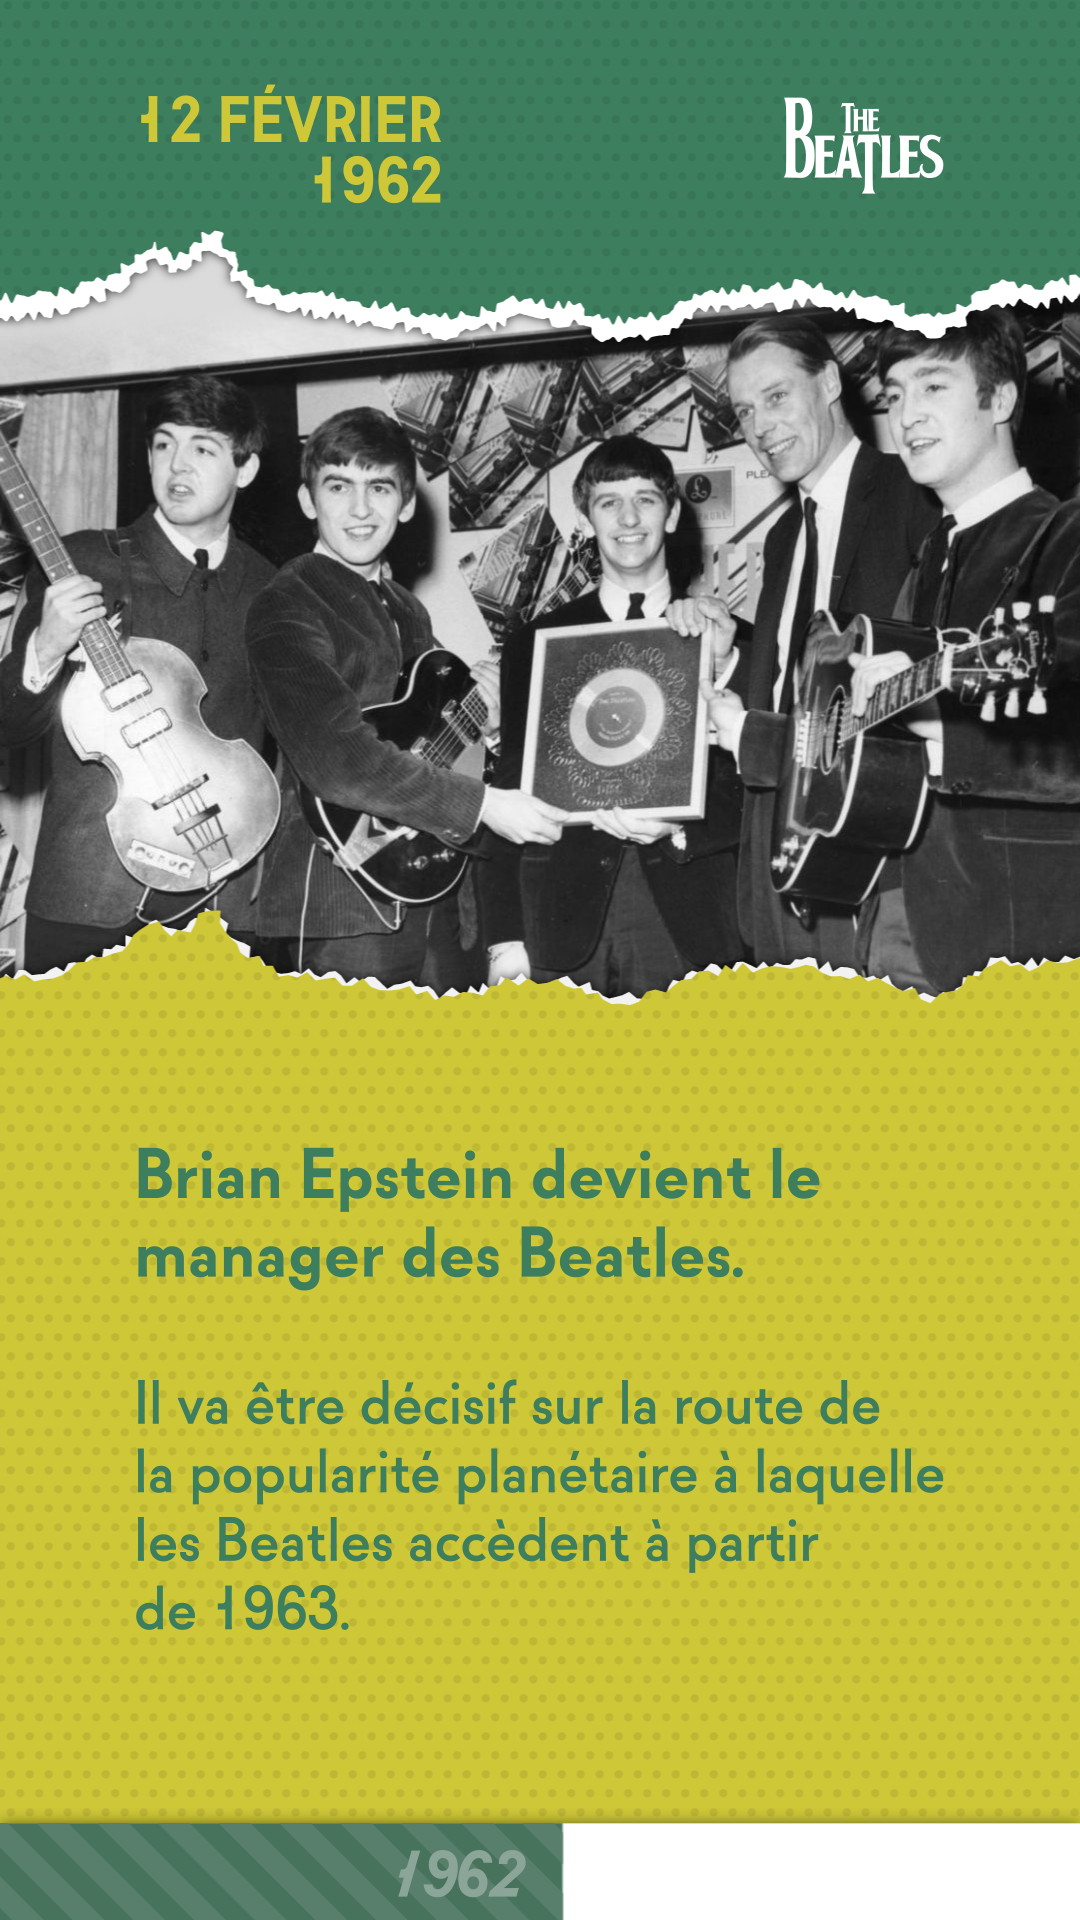 12 FÉVRIER
1962
THE
BEATLES
PLEA
Brian Epstein devient le
manager des Beatles.
Il va être décisif sur la route de
la popularité planétaire à laquelle
les Beatles accèdent à partir
de 1963.
1962